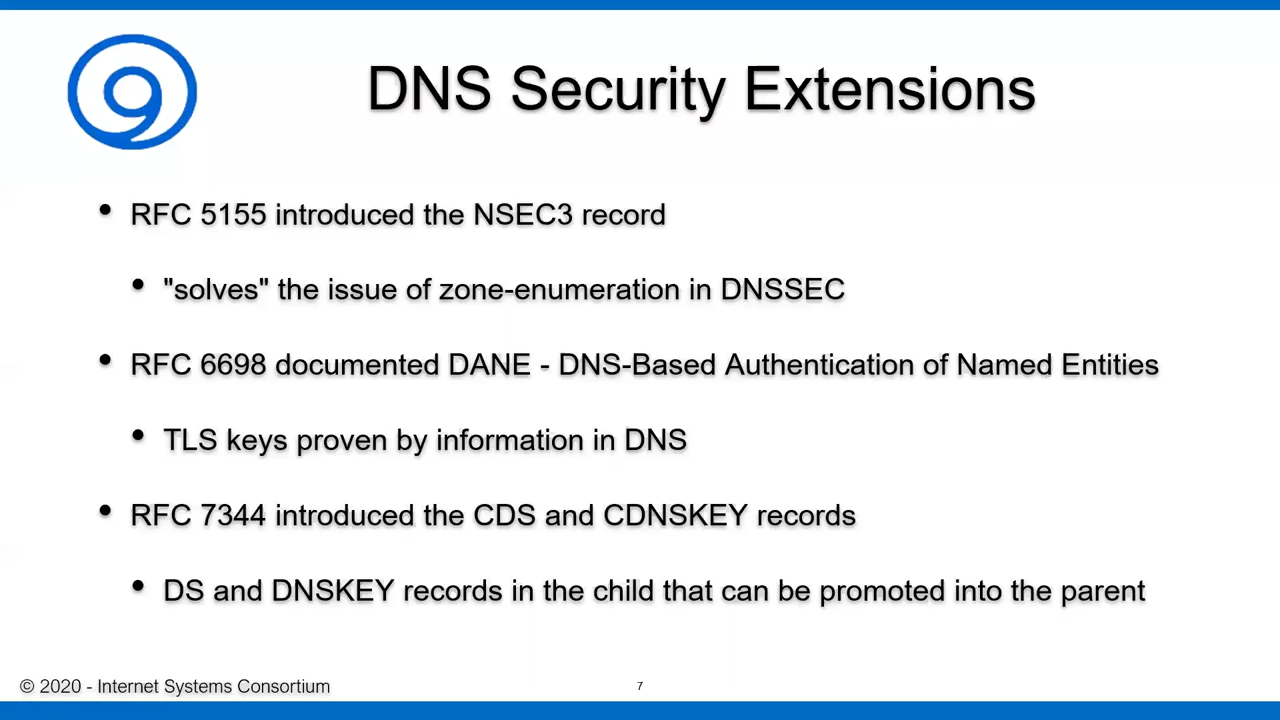 DNS Security Extensions
• RFC 5155 introduced the NSEC3 record
• "solves" the issue of zone-enumeration in DNSSEC
• RFC 6698 documented DANE - DNS-Based Authentication of Named Entities
• TLS keys proven by information in DNS
• RFC 7344 introduced the CDS and CDNSKEY records
• DS and DNSKEY records in the child that can be promoted into the parent
© 2020 - Internet Systems Consortium
7